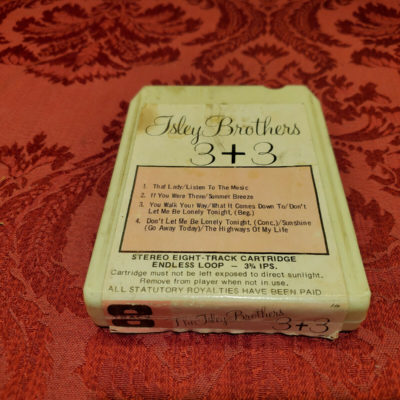 Isley Brothers
3+3
1. That Lady/Listen To The Music
2. If You Were There/Summer Breeze
3. You Walk Your Way/What It Comes Down To/Don't
Let Me Be Lonely Tonight, (Beg.)
4. Don't Let Me Be Lonely Tonight, (Conc.)/Sunshine
(Go Away Today)/The Highways Of My Life
STEREO EIGHT-TRACK CARTRIDGE
ENDLESS LOOP – 3¾ IPS.
Cartridge must not be left exposed to direct sunlight.
Remove from player when not in use.
ALL STATUTORY ROYALTIES HAVE BEEN PAID
8
TRACK
Isley Brothers
3+3